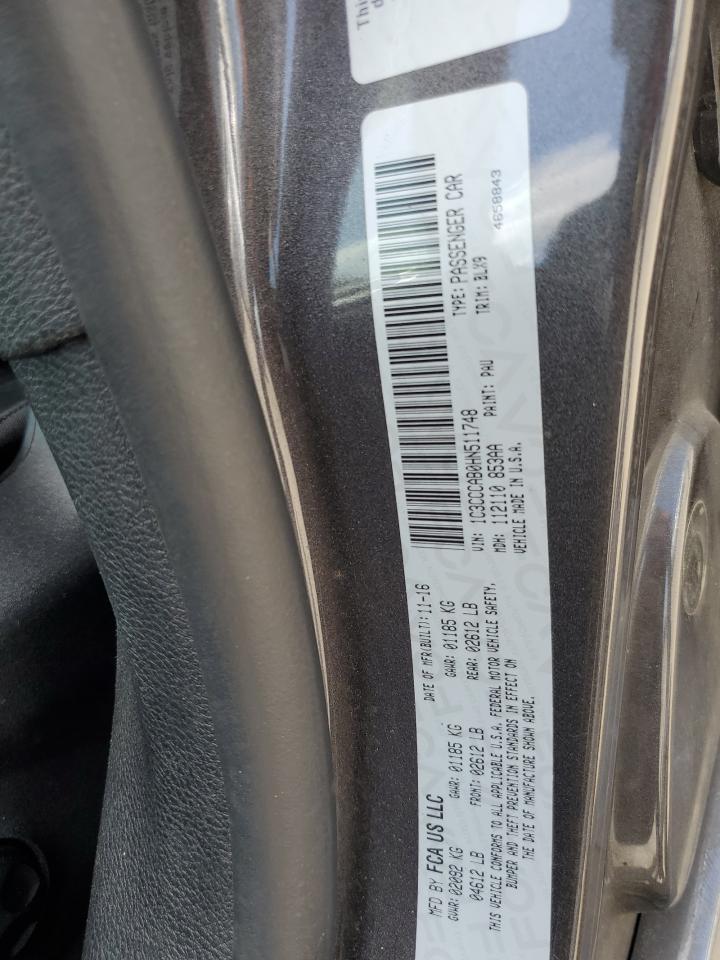 MFD BY FCA US LLC
DATE OF MFR(BUILT): 11-16
GVWR: 02092 KG
GAWR: 01185 KG
GAWR: 01185 KG
04612 LB
FRONT: 02612 LB
REAR: 02612 LB
THIS VEHICLE CONFORMS TO ALL APPLICABLE U.S.A. FEDERAL MOTOR VEHICLE SAFETY,
BUMPER AND THEFT PREVENTION STANDARDS IN EFFECT ON
THE DATE OF MANUFACTURE SHOWN ABOVE.
VIN: 1C3CCCAB0HN511748
TYPE: PASSENGER CAR
MDH: 112110 853AA
PAINT: PAU
TRIM: BLX9
VEHICLE MADE IN U.S.A.
4658843
Thi